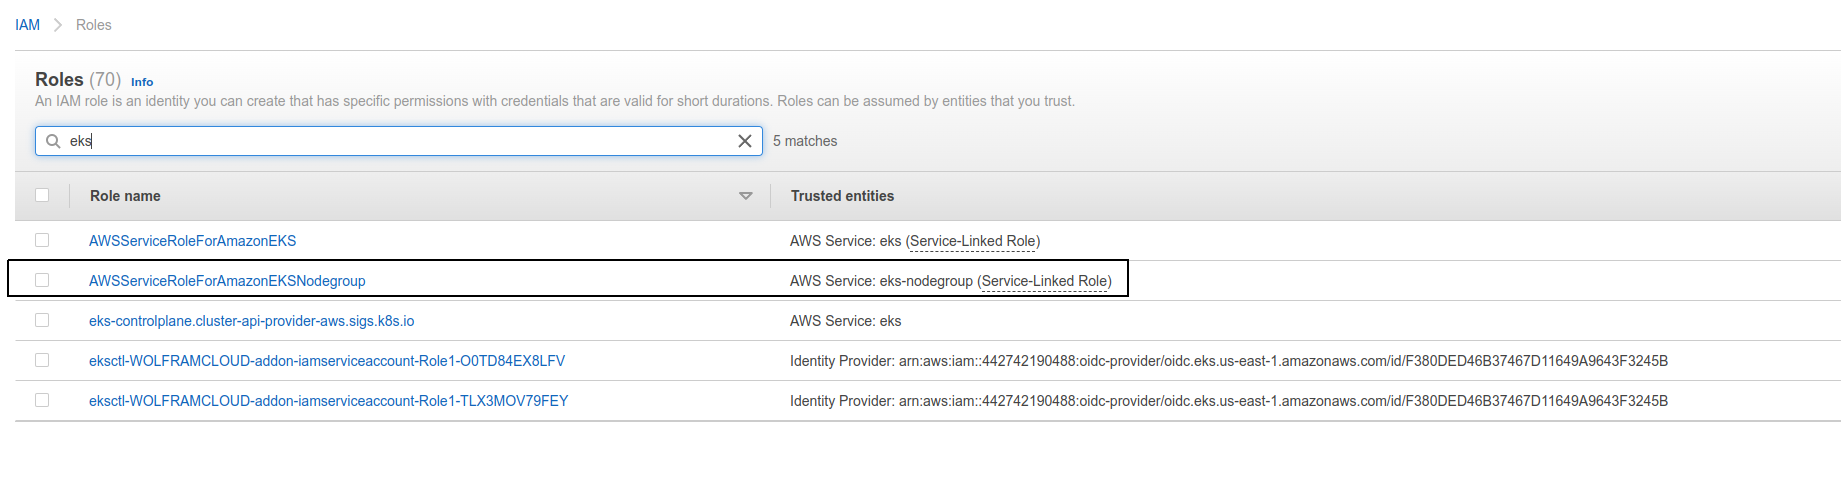 IAM > Roles
Roles (70) Info
An IAM role is an identity you can create that has specific permissions with credentials that are valid for short durations. Roles can be assumed by entities that you trust.
eks 5 matches
Role name Trusted entities
AWSServiceRoleForAmazonEKS AWS Service: eks (Service-Linked Role)
AWSServiceRoleForAmazonEKSNodegroup AWS Service: eks-nodegroup (Service-Linked Role)
eks-controlplane.cluster-api-provider-aws.sigs.k8s.io AWS Service: eks
eksctl-WOLFRAMCLOUD-addon-iamserviceaccount-Role1-O0TD84EX8LFV Identity Provider: arn:aws:iam::442742190488:oidc-provider/oidc.eks.us-east-1.amazonaws.com/id/F380DED46B37467D11649A9643F3245B
eksctl-WOLFRAMCLOUD-addon-iamserviceaccount-Role1-TLX3MOV79FEY Identity Provider: arn:aws:iam::442742190488:oidc-provider/oidc.eks.us-east-1.amazonaws.com/id/F380DED46B37467D11649A9643F3245B